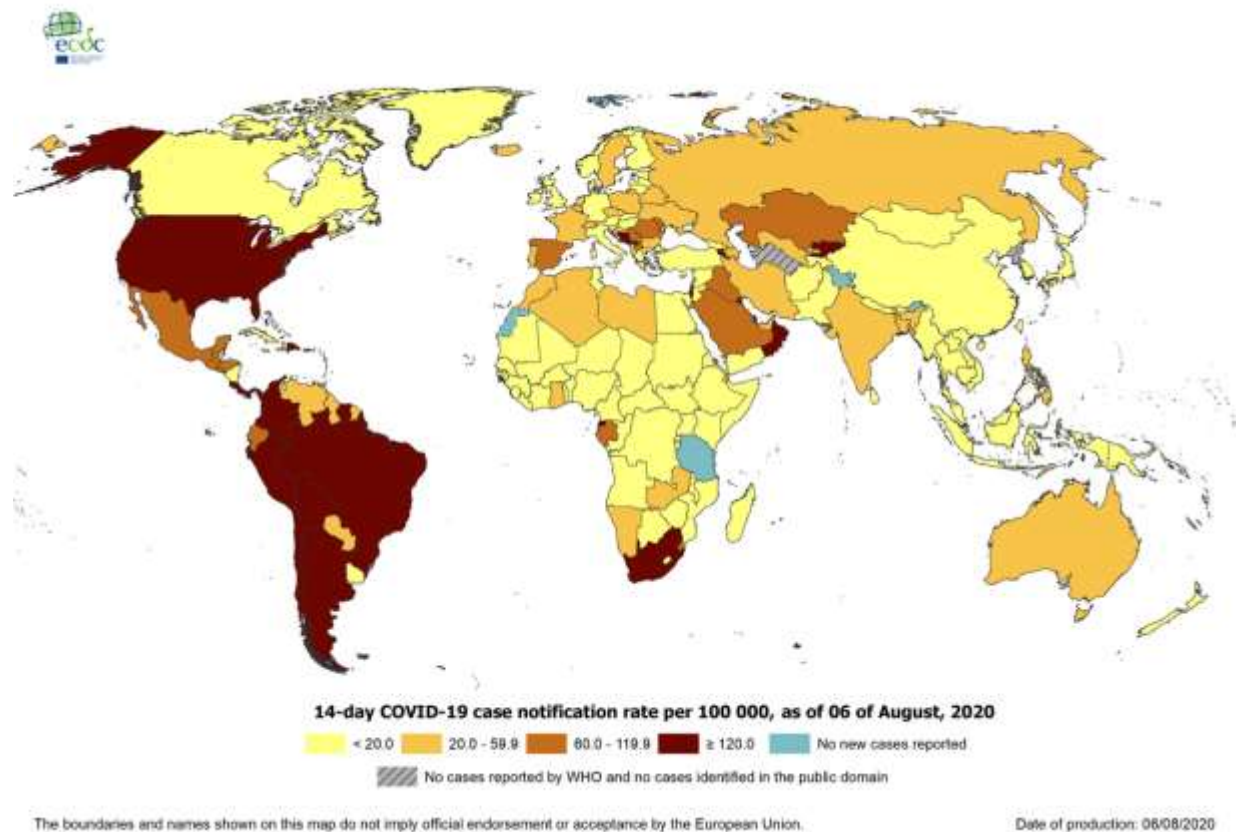 ecdc
14-day COVID-19 case notification rate per 100 000, as of 06 of August, 2020
< 20.0 20.0 - 59.9 60.0 - 119.9 ≥ 120.0 No new cases reported
No cases reported by WHO and no cases identified in the public domain
The boundaries and names shown on this map do not imply official endorsement or acceptance by the European Union. Date of production: 06/08/2020